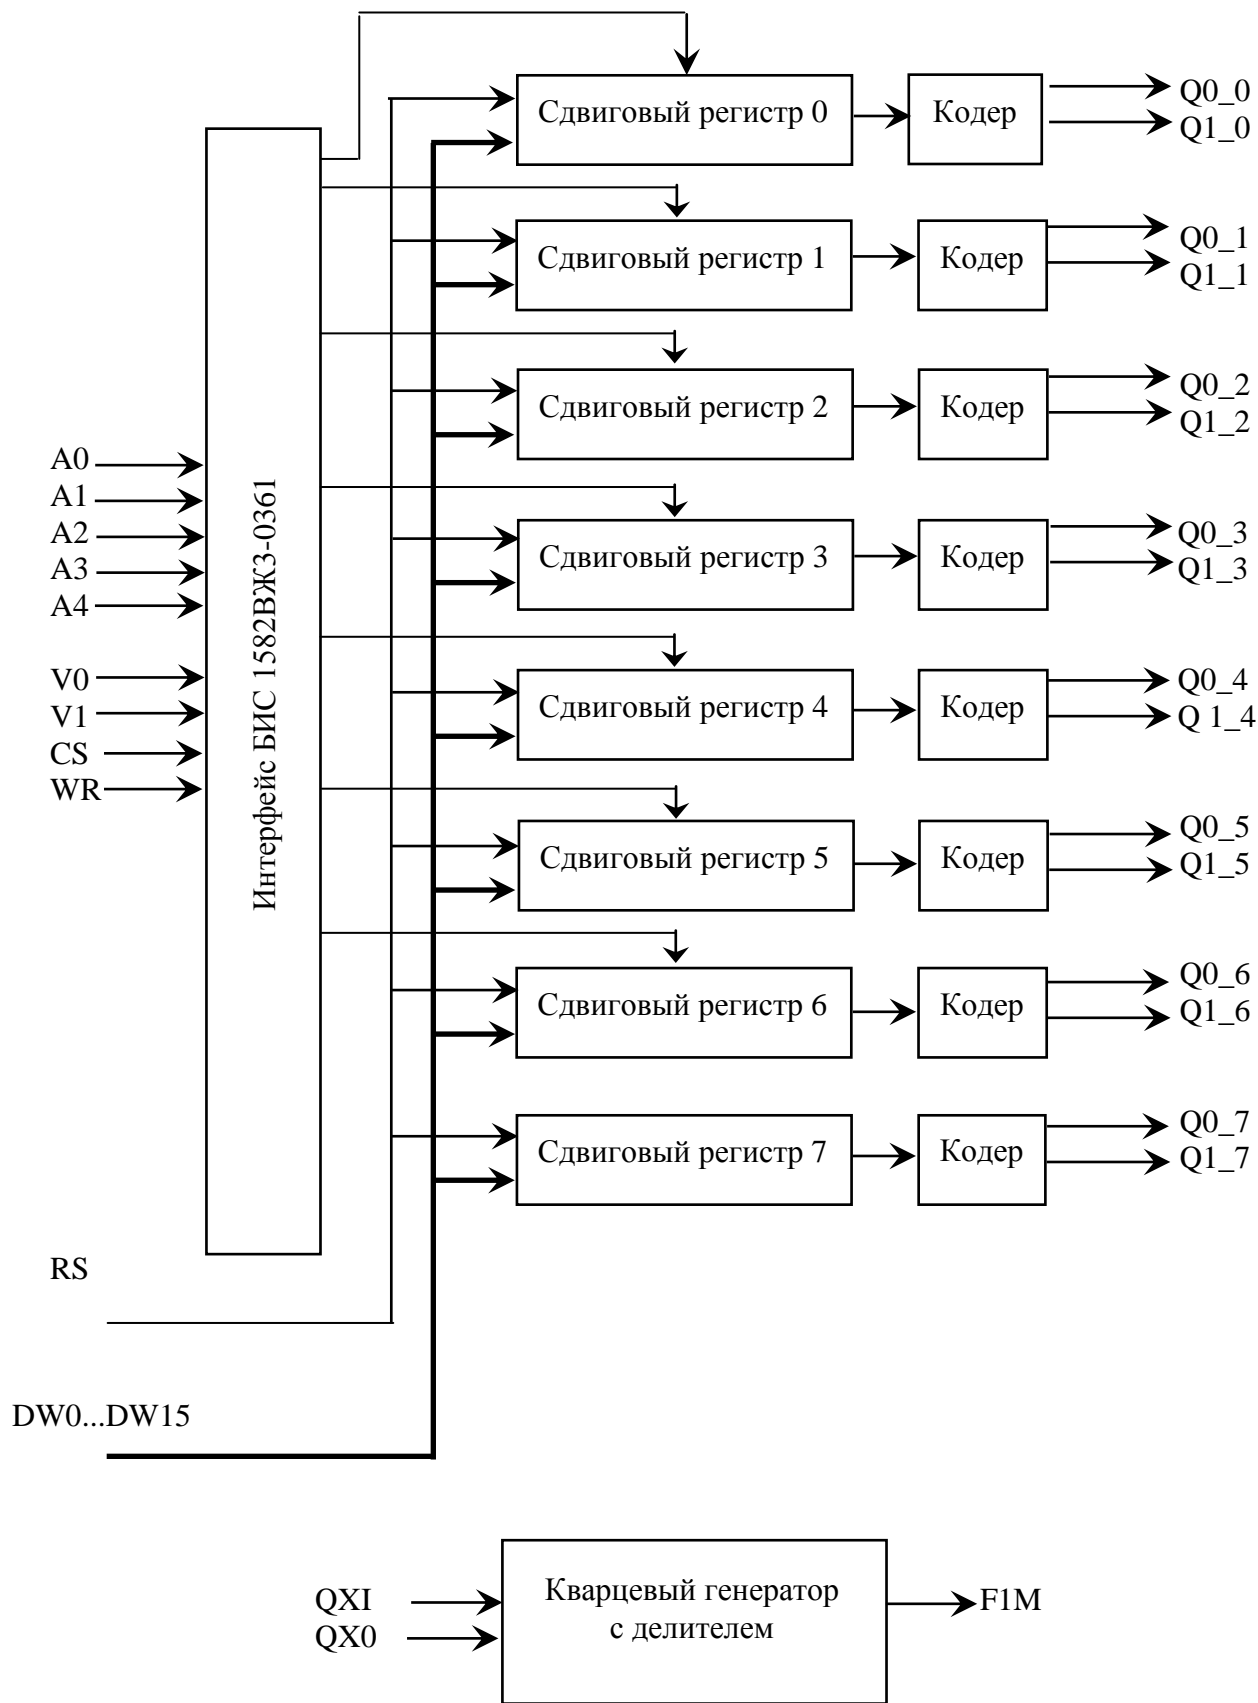 Сдвиговый регистр 0
Кодер
Q0_0
Q1_0
Сдвиговый регистр 1
Кодер
Q0_1
Q1_1
Сдвиговый регистр 2
Кодер
Q0_2
Q1_2
A0
A1
A2
A3
A4
V0
V1
CS
WR
Интерфейс БИС 1582ВЖ3-0361
Сдвиговый регистр 3
Кодер
Q0_3
Q1_3
Сдвиговый регистр 4
Кодер
Q0_4
Q 1_4
Сдвиговый регистр 5
Кодер
Q0_5
Q1_5
Сдвиговый регистр 6
Кодер
Q0_6
Q1_6
Сдвиговый регистр 7
Кодер
Q0_7
Q1_7
RS
DW0...DW15
QXI
QX0
Кварцевый генератор
с делителем
F1M